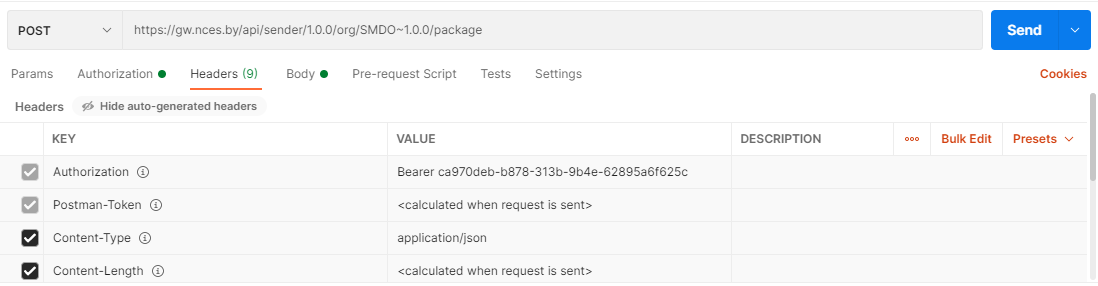 POST https://gw.nces.by/api/sender/1.0.0/org/SMDO~1.0.0/package Send
Params Authorization Headers (9) Body Pre-request Script Tests Settings Cookies
Headers Hide auto-generated headers
KEY VALUE DESCRIPTION Bulk Edit Presets
Authorization Bearer ca970deb-b878-313b-9b4e-62895a6f625c
Postman-Token <calculated when request is sent>
Content-Type application/json
Content-Length <calculated when request is sent>